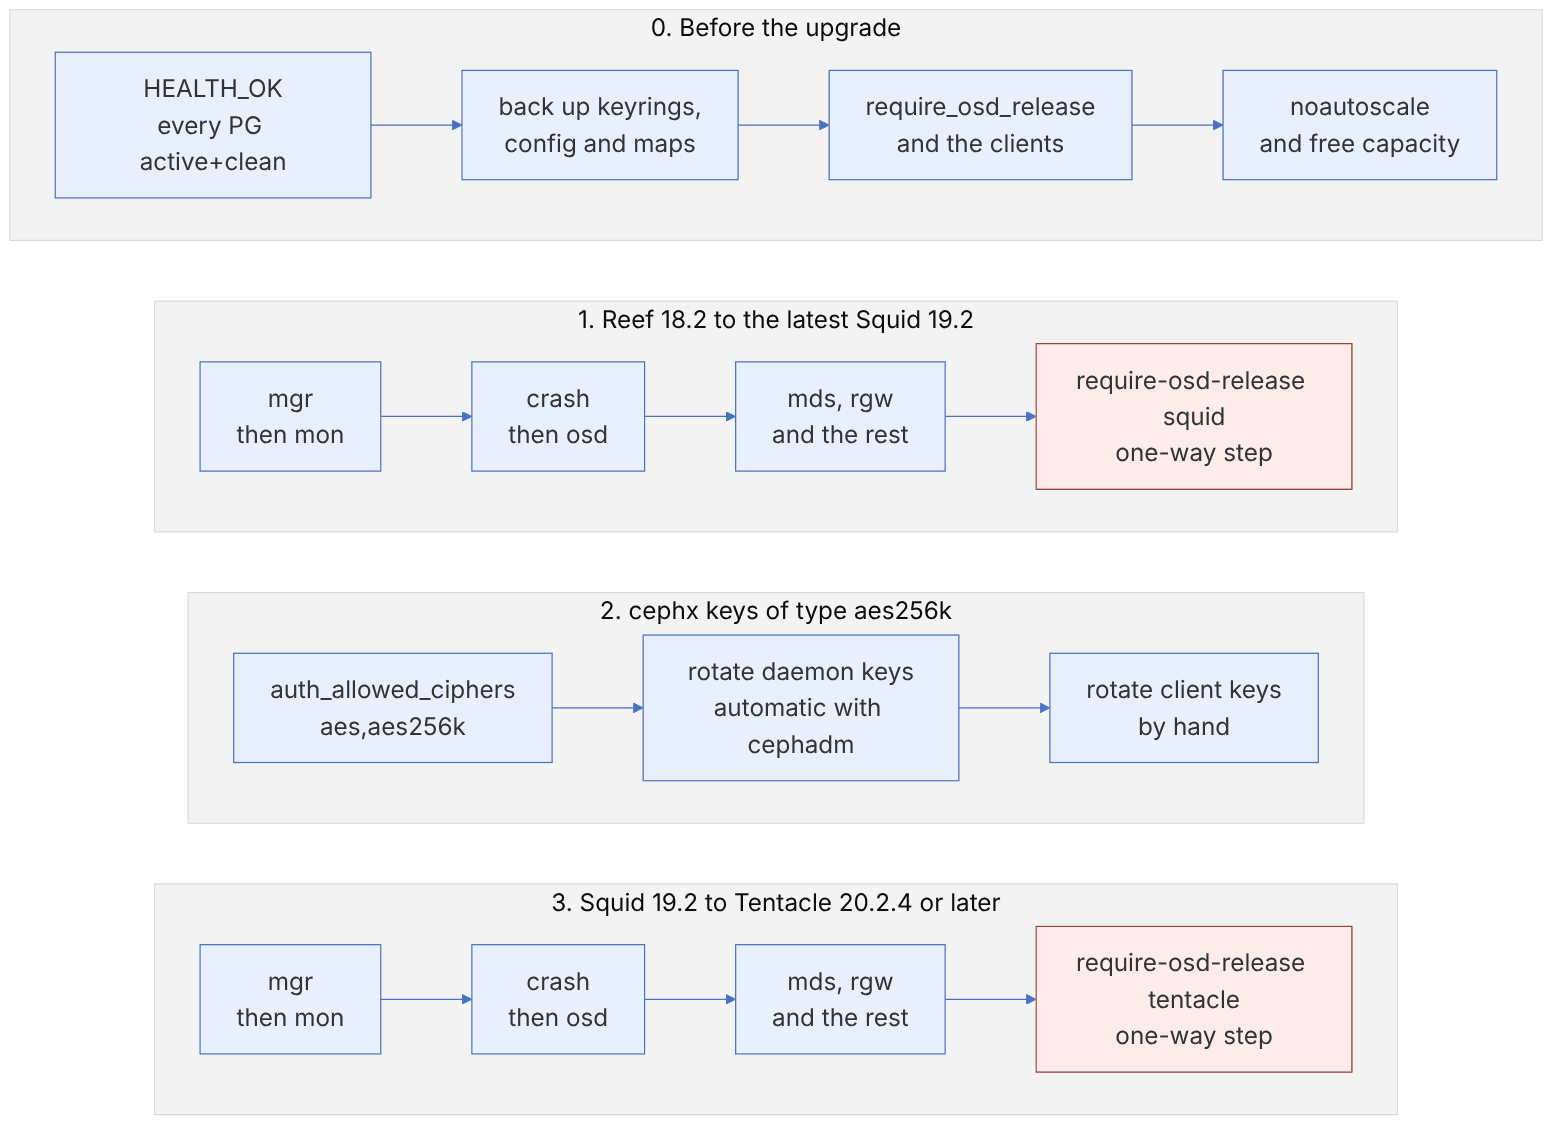 0. Before the upgrade
HEALTH_OK
every PG
active+clean
back up keyrings,
config and maps
require_osd_release
and the clients
noautoscale
and free capacity
1. Reef 18.2 to the latest Squid 19.2
mgr
then mon
crash
then osd
mds, rgw
and the rest
require-osd-release
squid
one-way step
2. cephx keys of type aes256k
auth_allowed_ciphers
aes,aes256k
rotate daemon keys
automatic with
cephadm
rotate client keys
by hand
3. Squid 19.2 to Tentacle 20.2.4 or later
mgr
then mon
crash
then osd
mds, rgw
and the rest
require-osd-release
tentacle
one-way step